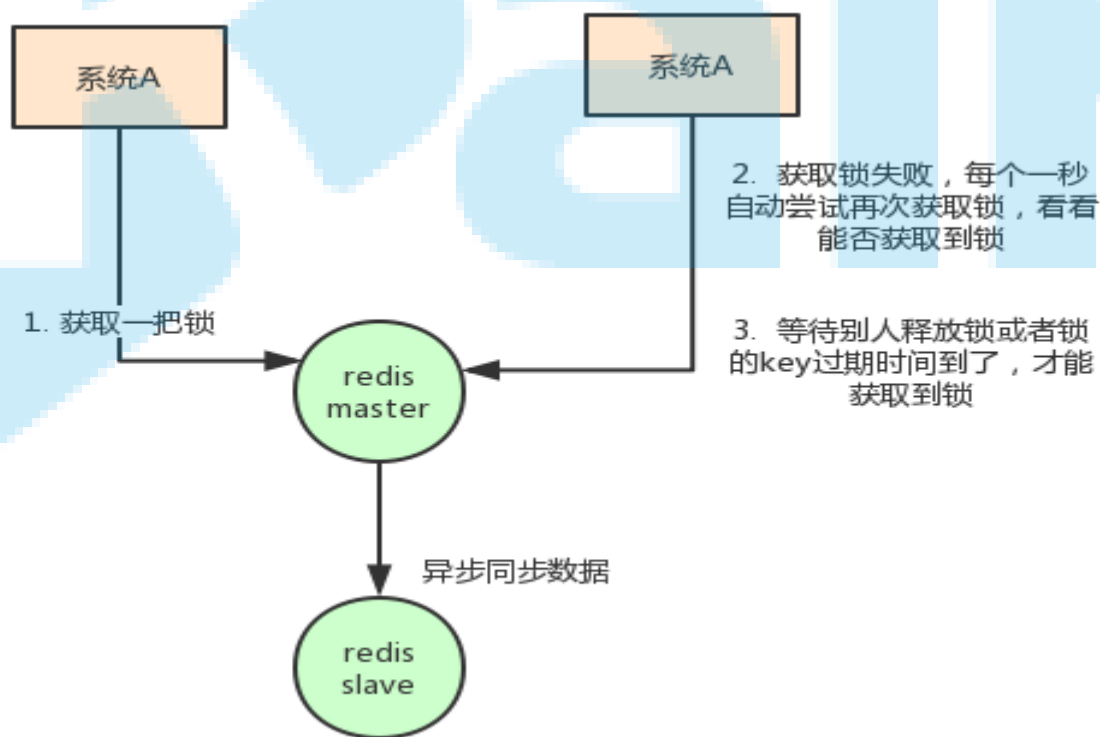 系统A
系统A
2. 获取锁失败，每个一秒
自动尝试再次获取锁，看看
能否获取到锁
1. 获取一把锁
3. 等待别人释放锁或者锁
的key过期时间到了，才能
获取到锁
redis
master
异步同步数据
redis
slave